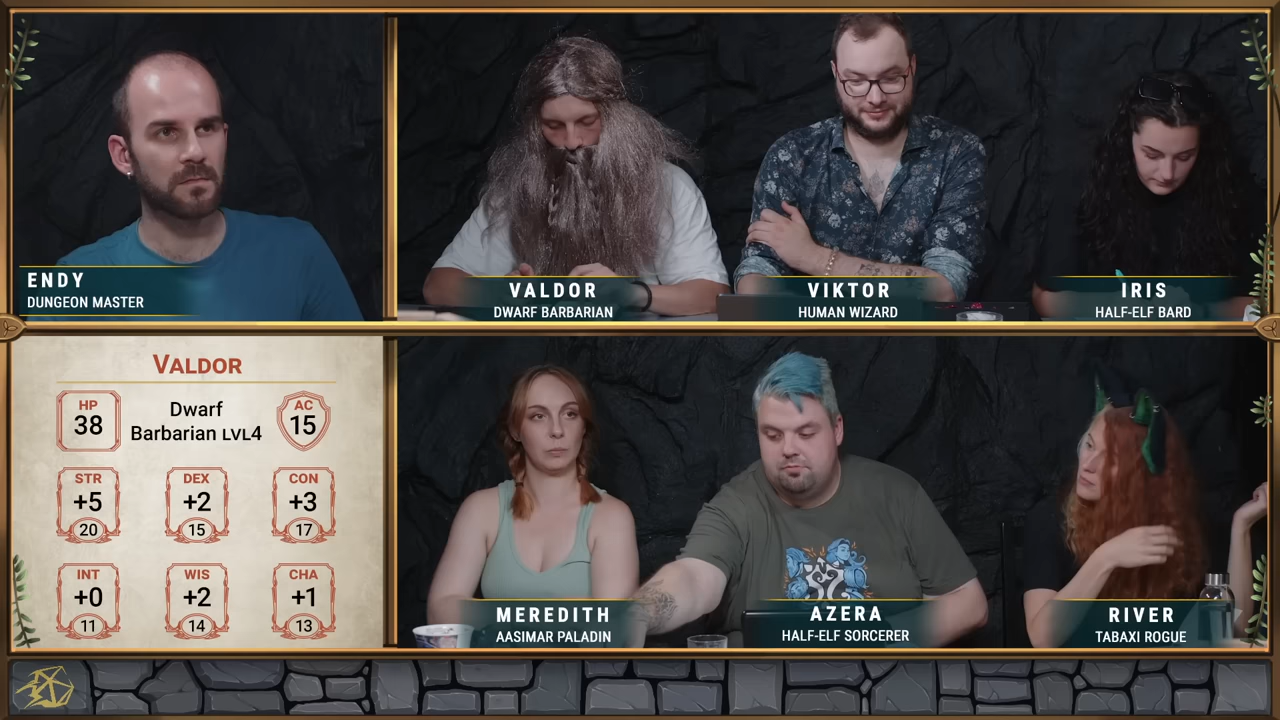 ENDY
DUNGEON MASTER
VALDOR
DWARF BARBARIAN
VIKTOR
HUMAN WIZARD
IRIS
HALF-ELF BARD
VALDOR
HP
38
Dwarf
Barbarian LVL4
AC
15
STR
+5
20
DEX
+2
15
CON
+3
17
INT
+0
11
WIS
+2
14
CHA
+1
13
MEREDITH
AASIMAR PALADIN
AZERA
HALF-ELF SORCERER
RIVER
TABAXI ROGUE